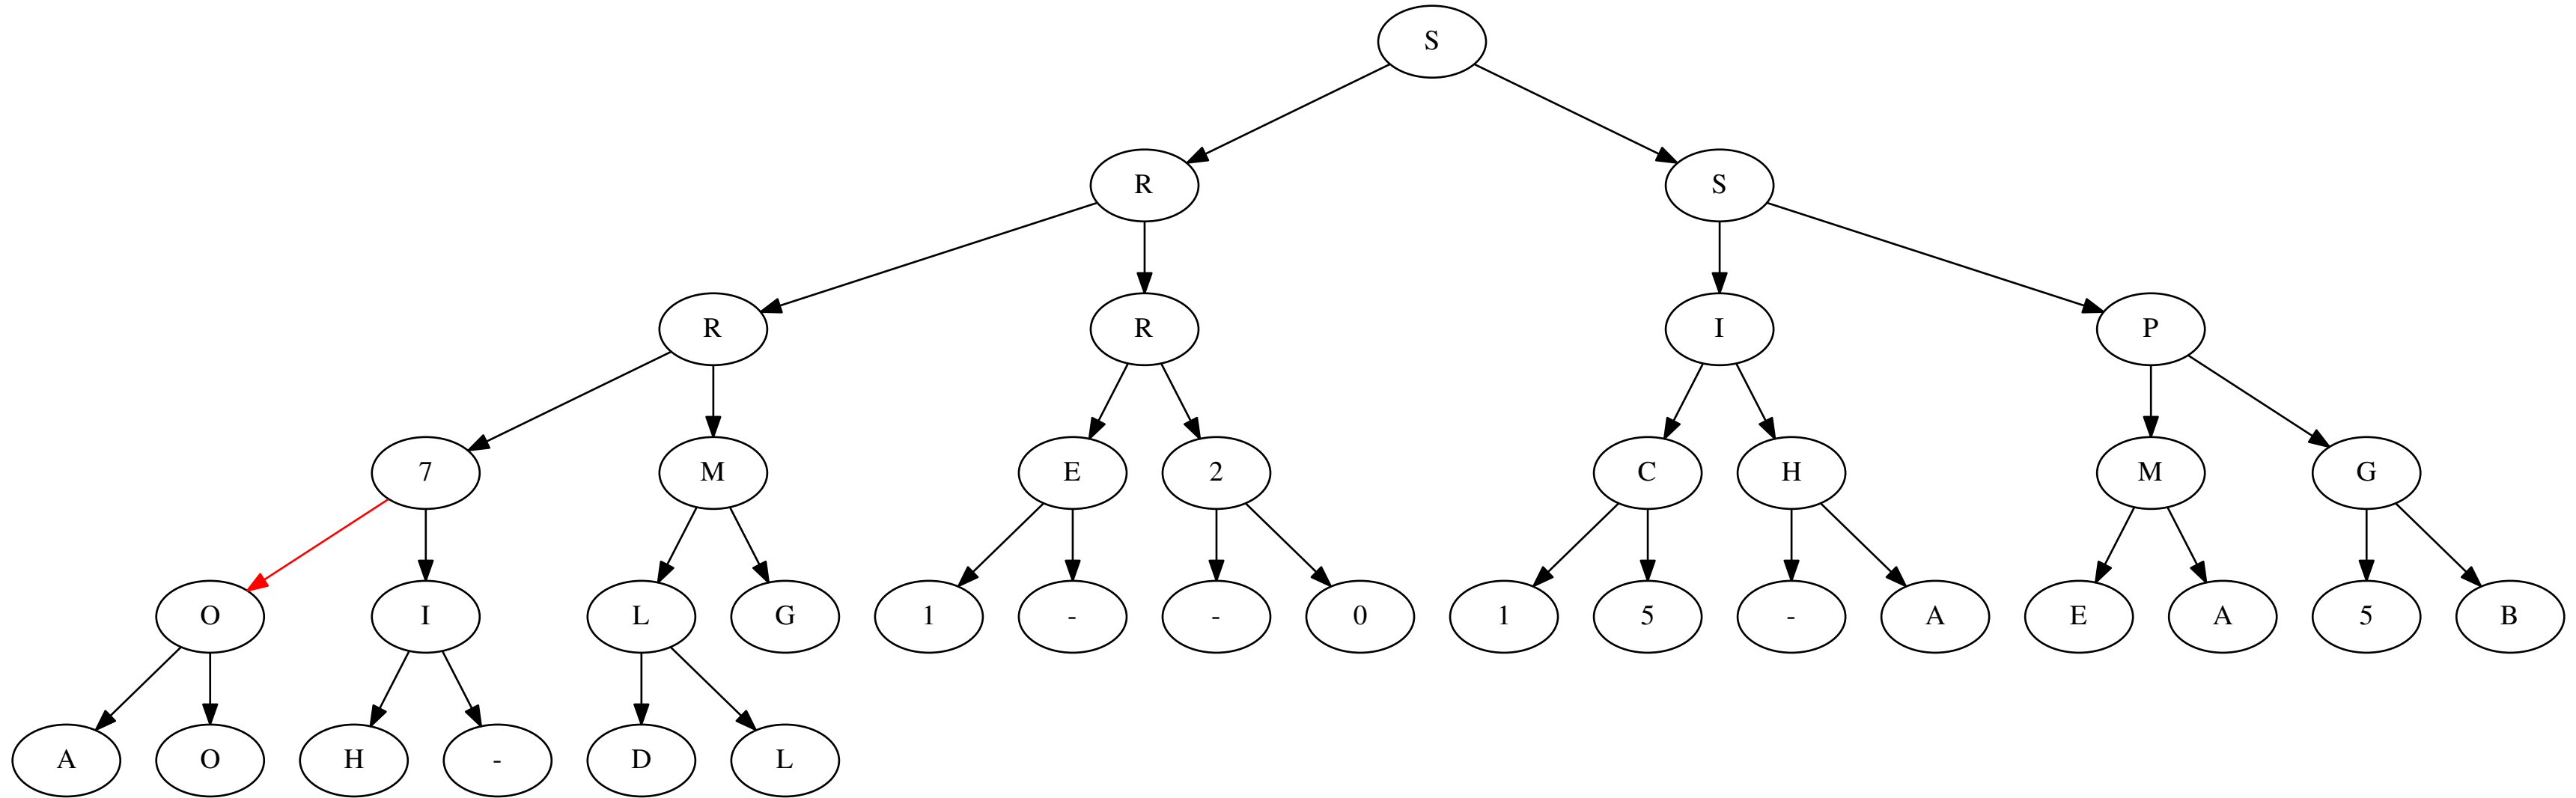 S
R S
R R I P
7 M E 2 C H M G
O I L G 1 - - 0 1 5 - A E A 5 B
A O H - D L